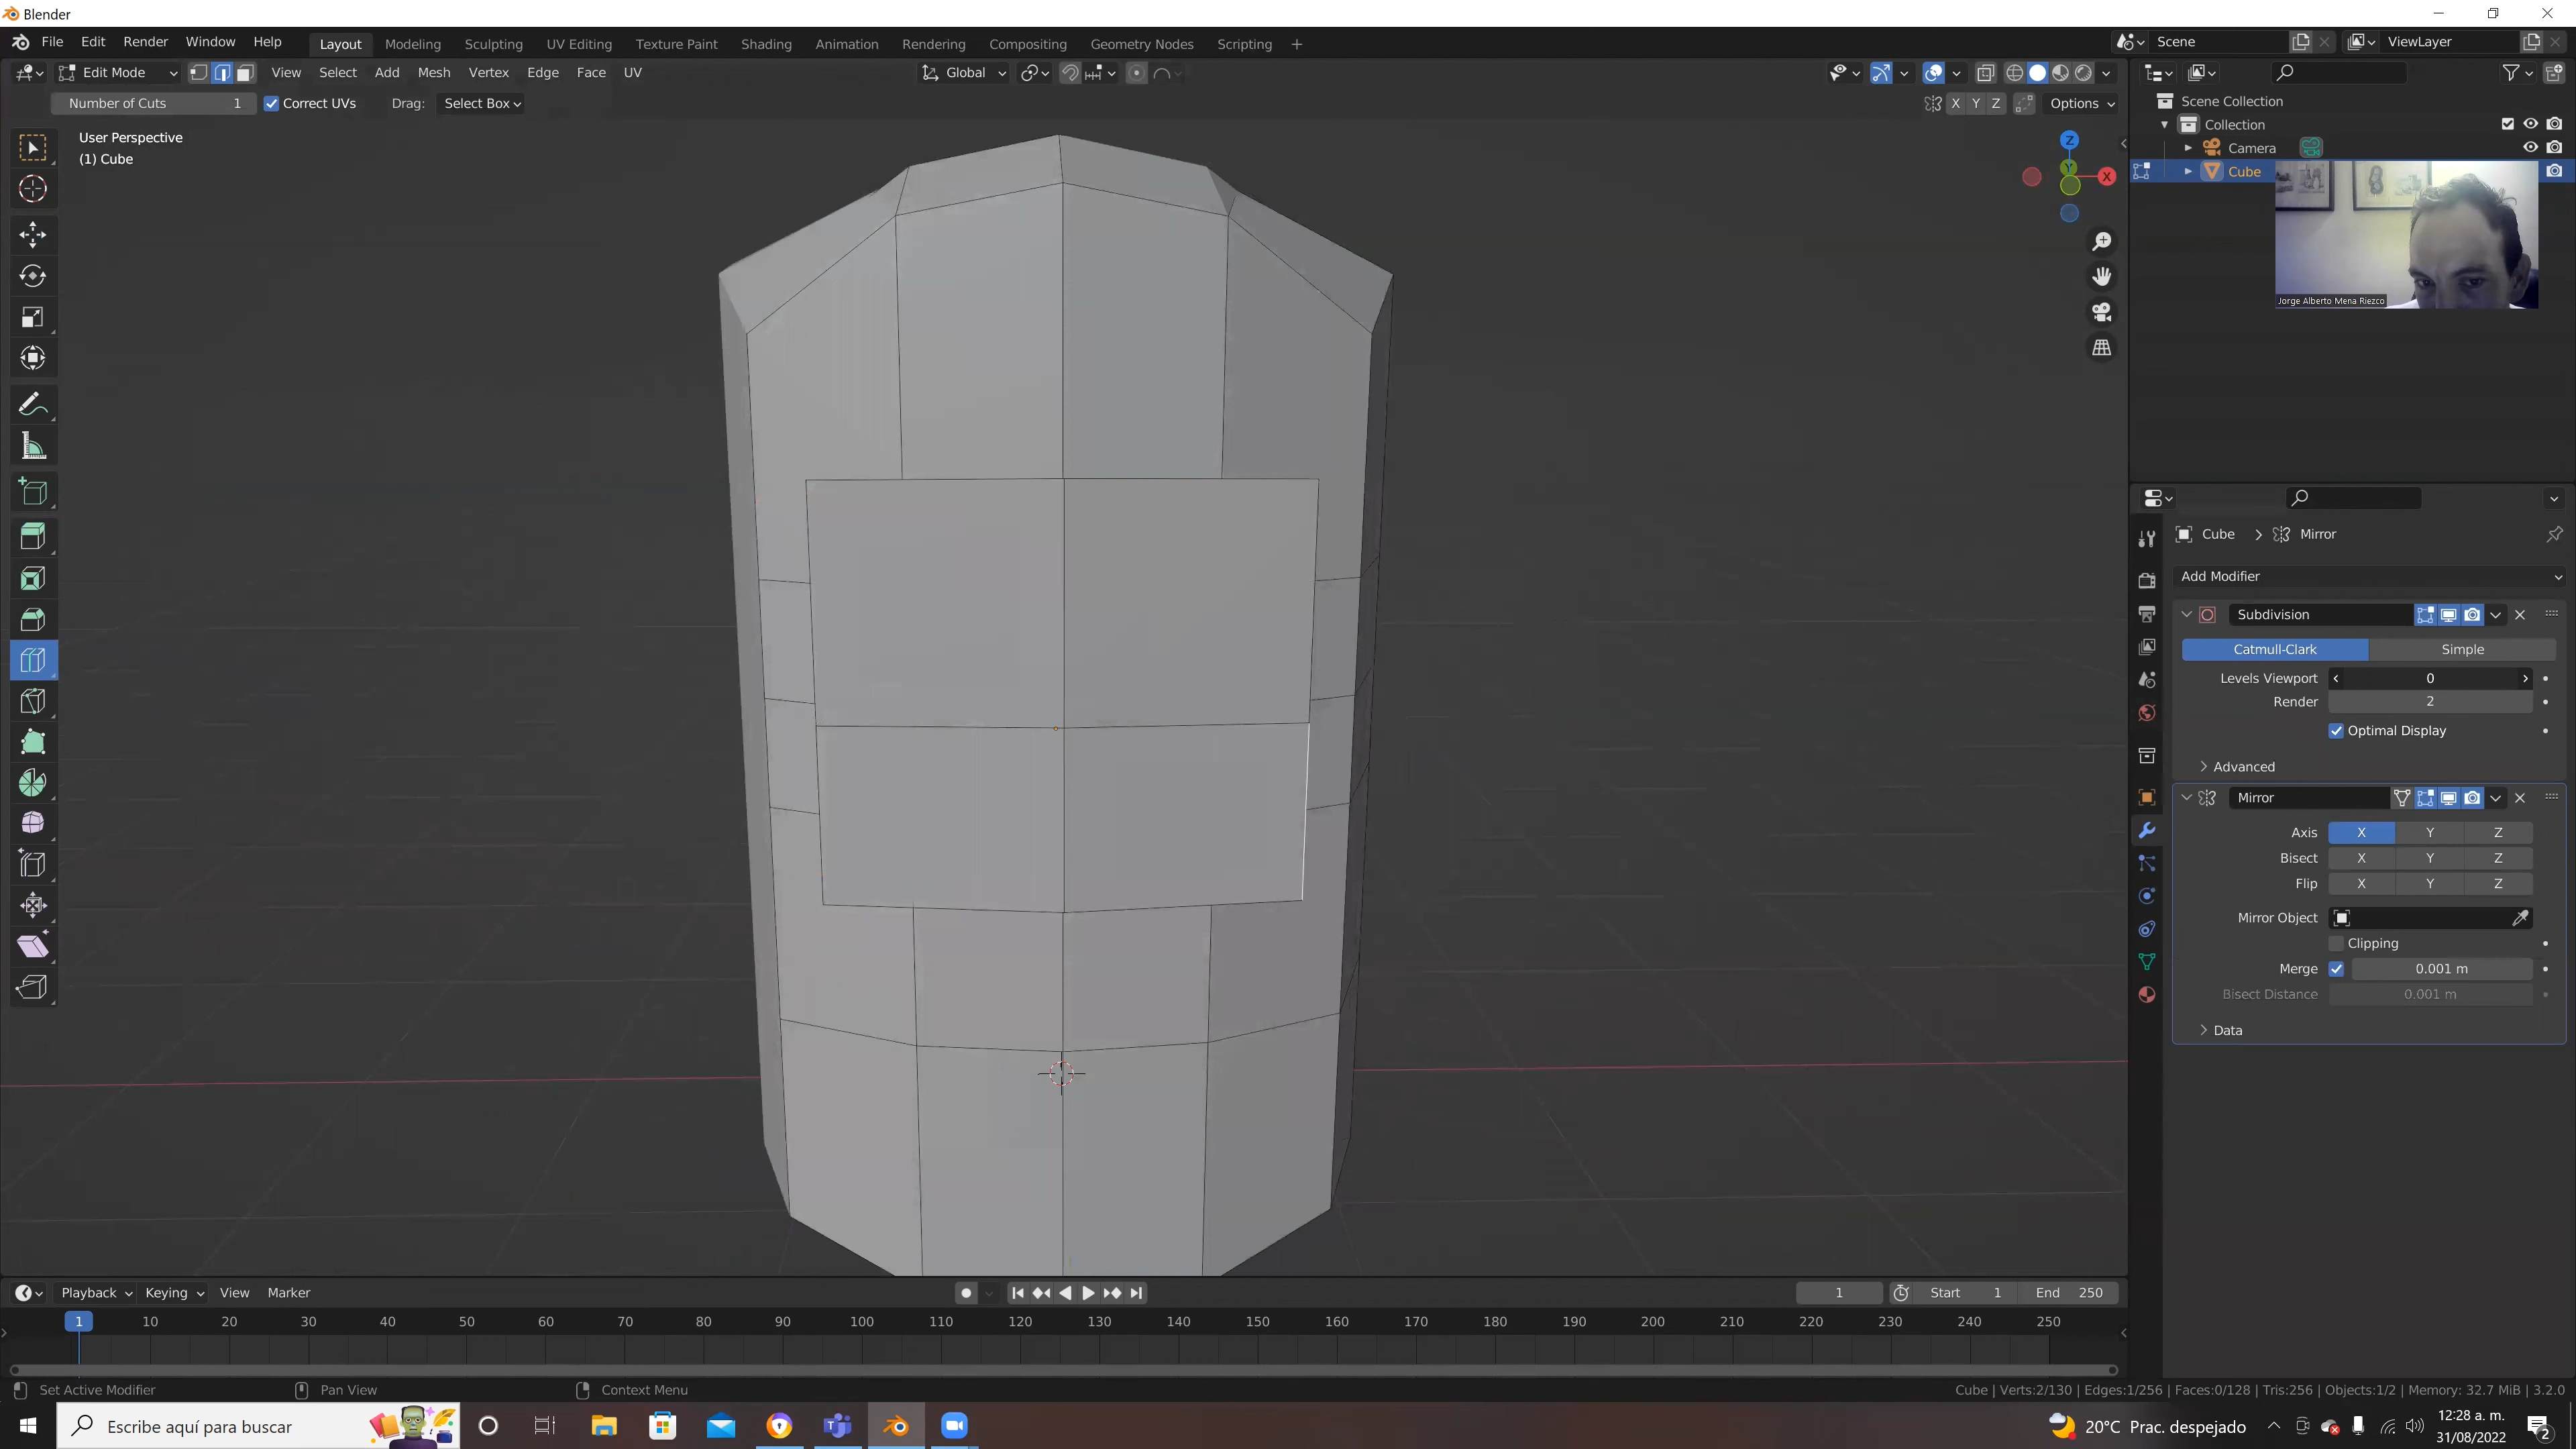 Blender
File Edit Render Window Help Layout Modeling Sculpting UV Editing Texture Paint Shading Animation Rendering Compositing Geometry Nodes Scripting + Scene ViewLayer
Edit Mode View Select Add Mesh Vertex Edge Face UV Global
Number of Cuts 1 Correct UVs Drag: Select Box X Y Z Options
User Perspective
(1) Cube
Z
Y
X
Scene Collection
Collection
Camera
Cube
Jorge Alberto Mena Riezco
Cube > Mirror
Add Modifier
Subdivision
Catmull-Clark Simple
Levels Viewport 0
Render 2
Optimal Display
Advanced
Mirror
Axis X Y Z
Bisect X Y Z
Flip X Y Z
Mirror Object
Clipping
Merge 0.001 m
Bisect Distance 0.001 m
Data
Playback Keying View Marker 1 Start 1 End 250
1 10 20 30 40 50 60 70 80 90 100 110 120 130 140 150 160 170 180 190 200 210 220 230 240 250
Set Active Modifier Pan View Context Menu Cube | Verts:2/130 | Edges:1/256 | Faces:0/128 | Tris:256 | Objects:1/2 | Memory: 32.7 MiB | 3.2.0
Escribe aquí para buscar 20°C Prac. despejado 12:28 a. m.
31/08/2022 2